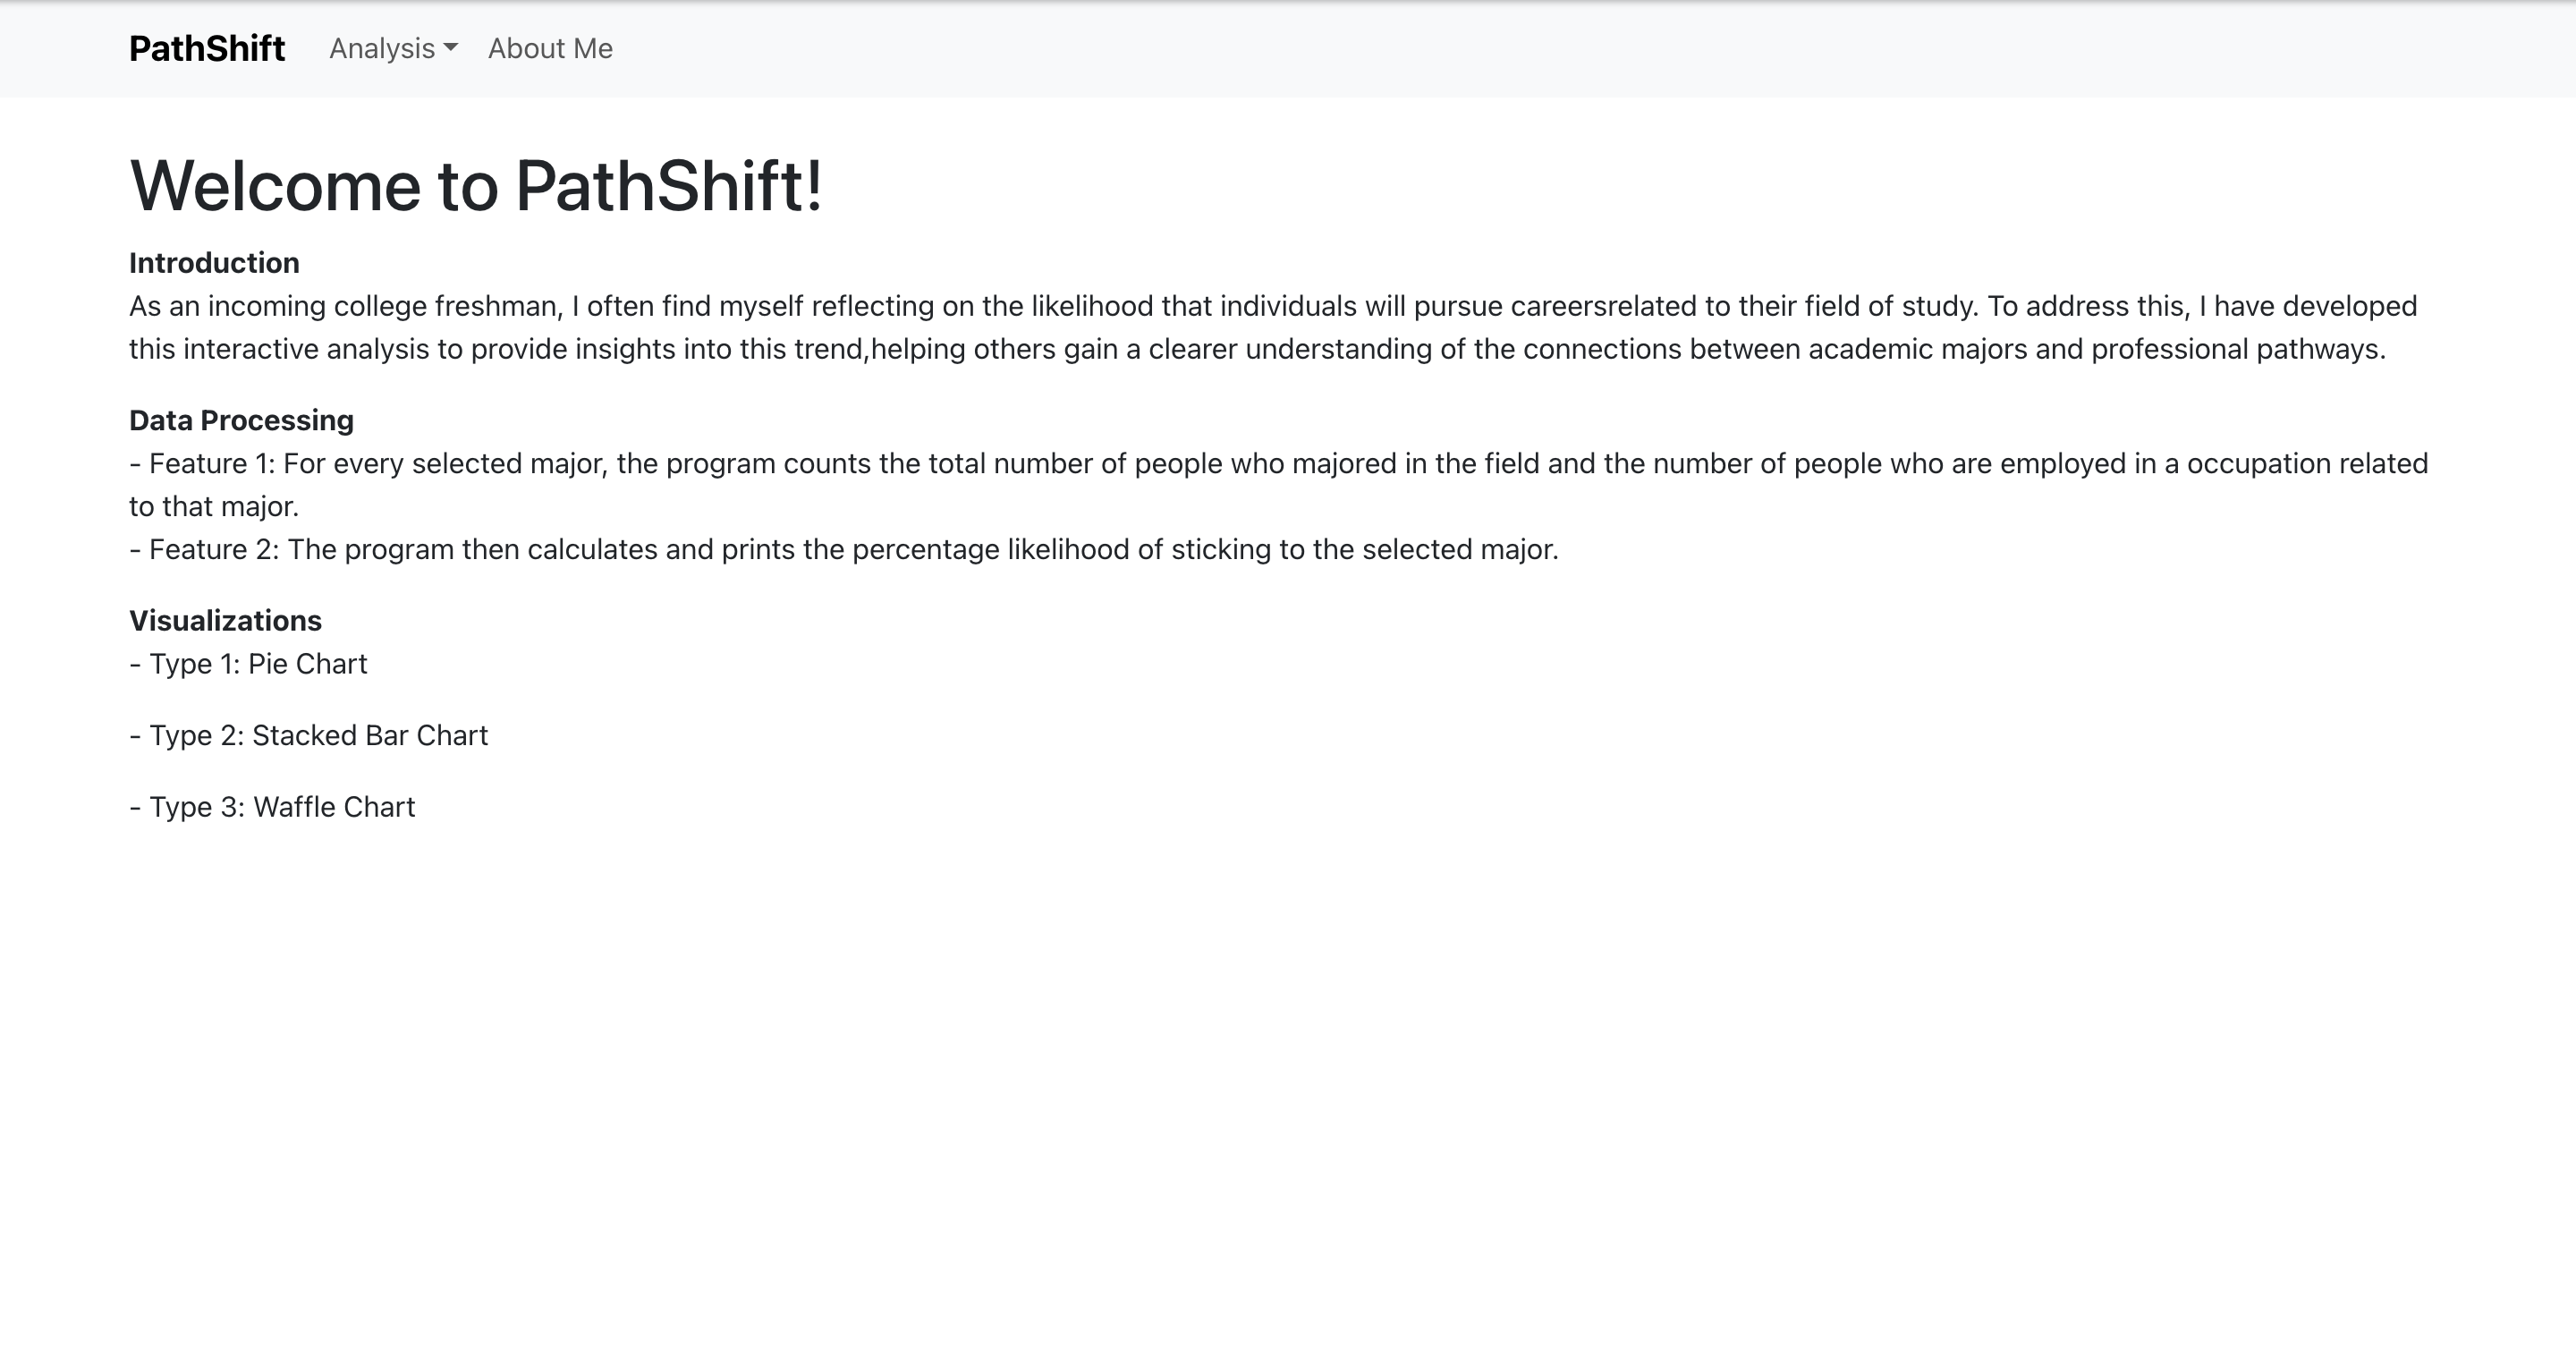 PathShift Analysis About Me
Welcome to PathShift!
Introduction
As an incoming college freshman, I often find myself reflecting on the likelihood that individuals will pursue careersrelated to their field of study. To address this, I have developed
this interactive analysis to provide insights into this trend,helping others gain a clearer understanding of the connections between academic majors and professional pathways.
Data Processing
- Feature 1: For every selected major, the program counts the total number of people who majored in the field and the number of people who are employed in a occupation related
to that major.
- Feature 2: The program then calculates and prints the percentage likelihood of sticking to the selected major.
Visualizations
- Type 1: Pie Chart
- Type 2: Stacked Bar Chart
- Type 3: Waffle Chart